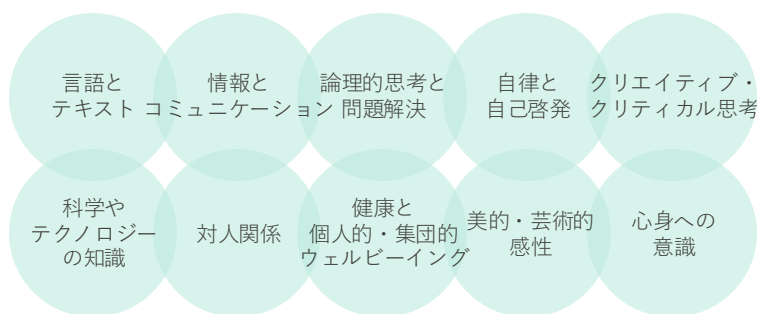 言語と
テキスト
情報と
コミュニケーション
論理的思考と
問題解決
自律と
自己啓発
クリエイティブ・
クリティカル思考
科学や
テクノロジー
の知識
対人関係
健康と
個人的・集団的
ウェルビーイング
美的・芸術的
感性
心身への
意識